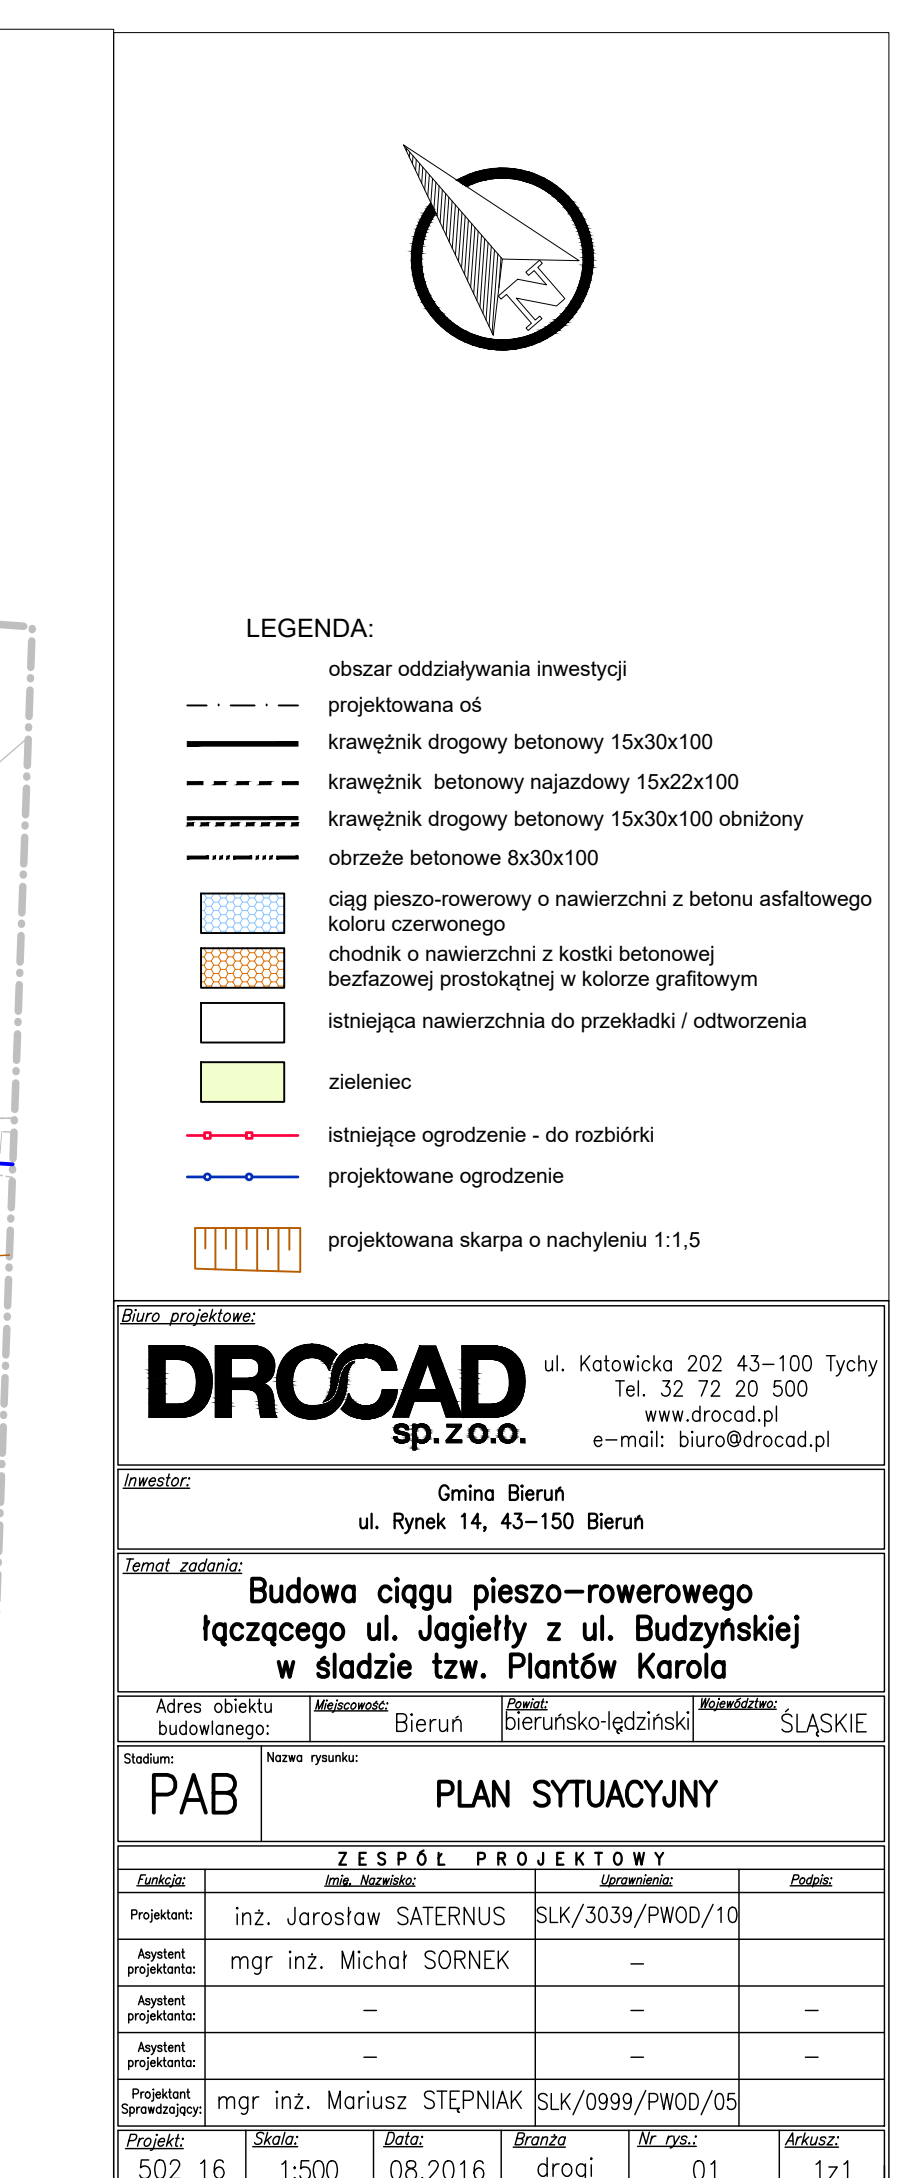 N
LEGENDA:
obszar oddziaływania inwestycji
projektowana oś
krawężnik drogowy betonowy 15x30x100
krawężnik betonowy najazdowy 15x22x100
krawężnik drogowy betonowy 15x30x100 obniżony
obrzeże betonowe 8x30x100
ciąg pieszo-rowerowy o nawierzchni z betonu asfaltowego
koloru czerwonego
chodnik o nawierzchni z kostki betonowej
bezfazowej prostokątnej w kolorze grafitowym
istniejąca nawierzchnia do przekładki / odtworzenia
zieleniec
istniejące ogrodzenie - do rozbiórki
projektowane ogrodzenie
projektowana skarpa o nachyleniu 1:1,5
Biuro projektowe:
DROCAD
sp. z o.o.
ul. Katowicka 202 43-100 Tychy
Tel. 32 72 20 500
www.drocad.pl
e-mail: biuro@drocad.pl
Inwestor:
Gmina Bieruń
ul. Rynek 14, 43-150 Bieruń
Temat zadania:
Budowa ciągu pieszo-rowerowego
łączącego ul. Jagiełły z ul. Budzyńskiej
w śladzie tzw. Plantów Karola
Adres obiektu
budowlanego:
Miejscowość:
Bieruń
Powiat:
bieruńsko-lędziński
Województwo:
ŚLĄSKIE
Stadium:
PAB
Nazwa rysunku:
PLAN SYTUACYJNY
ZESPÓŁ PROJEKTOWY
Funkcja: Imię, Nazwisko: Uprawnienia: Podpis:
Projektant: inż. Jarosław SATERNUS SLK/3039/PWOD/10
Asystent
projektanta: mgr inż. Michał SORNEK -
Asystent
projektanta: - - -
Asystent
projektanta: - - -
Projektant
Sprawdzający: mgr inż. Mariusz STĘPNIAK SLK/0999/PWOD/05
Projekt: Skala: Data: Branża Nr rys.: Arkusz:
502 16 1:500 08.2016 drogi 01 1z1